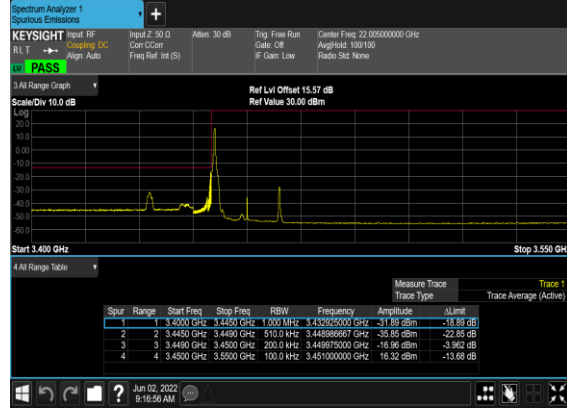 Spectrum Analyzer 1
Spurious Emissions
KEYSIGHT Input: RF Input Z: 50 Ω Atten: 30 dB Trig: Free Run Center Freq: 22.005000000 GHz
RLT Coupling: DC Corr CCorr Gate: Off Avg|Hold: 100/100
Align: Auto Freq Ref: Int (S) IF Gain: Low Radio Std: None
LW PASS
3 All Range Graph
Ref Lvl Offset 15.57 dB
Scale/Div 10.0 dB Ref Value 30.00 dBm
Log
20.0
10.0
0.00
-10.0
-20.0
-30.0
-40.0
-50.0
-60.0
Start 3.400 GHz Stop 3.550 GHz
4 All Range Table
Measure Trace Trace 1
Trace Type Trace Average (Active)
Spur Range Start Freq Stop Freq RBW Frequency Amplitude ΔLimit
1 1 3.4000 GHz 3.4450 GHz 1.000 MHz 3.432925000 GHz -31.89 dBm -18.89 dB
2 2 3.4450 GHz 3.4490 GHz 510.0 kHz 3.448986667 GHz -35.85 dBm -22.85 dB
3 3 3.4490 GHz 3.4500 GHz 200.0 kHz 3.449975000 GHz -16.96 dBm -3.962 dB
4 4 3.4500 GHz 3.5500 GHz 100.0 kHz 3.451000000 GHz 16.32 dBm -13.68 dB
? Jun 02, 2022
9:16:56 AM